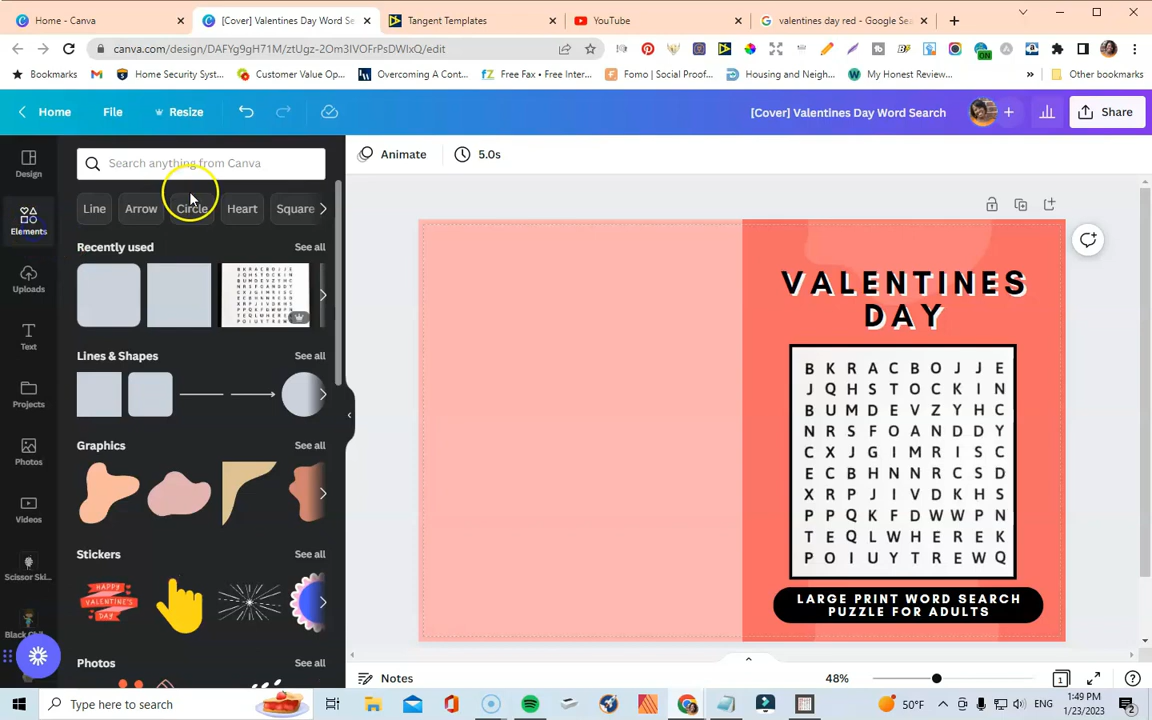 Home - Canva
[Cover] Valentines Day Word Se
Tangent Templates
YouTube
valentines day red - Google Sea
canva.com/design/DAFYg9gH71M/ztUgz-2Om3IVOFrPsDWIxQ/edit
Bookmarks
Home Security Syst...
Customer Value Op...
Overcoming A Cont...
Free Fax / Free Inter...
Fomo | Social Proof...
Housing and Neigh...
My Honest Review...
Other bookmarks
Home
File
Resize
[Cover] Valentines Day Word Search
Share
Design
Elements
Uploads
Text
Projects
Photos
Videos
Scissor Ski...
Search anything from Canva
Line
Arrow
Circle
Heart
Square
Recently used
See all
Lines & Shapes
See all
Graphics
See all
Stickers
See all
HAPPY
VALENTINE'S
DAY
Photos
See all
Animate
5.0s
VALENTINES
DAY
B K R A C B O J J E
J Q H S T O C K I N
B U M D E V Z Y H C
N R S F O A N D D Y
C X J G I M R I S C
E C B H N N R C S D
X R P J I V D K H S
P P Q K F D W W P N
T E Q L W H E R E K
P O I U Y T R E W Q
LARGE PRINT WORD SEARCH
PUZZLE FOR ADULTS
Notes
48%
1
Type here to search
50°F
ENG
1:49 PM
1/23/2023
2